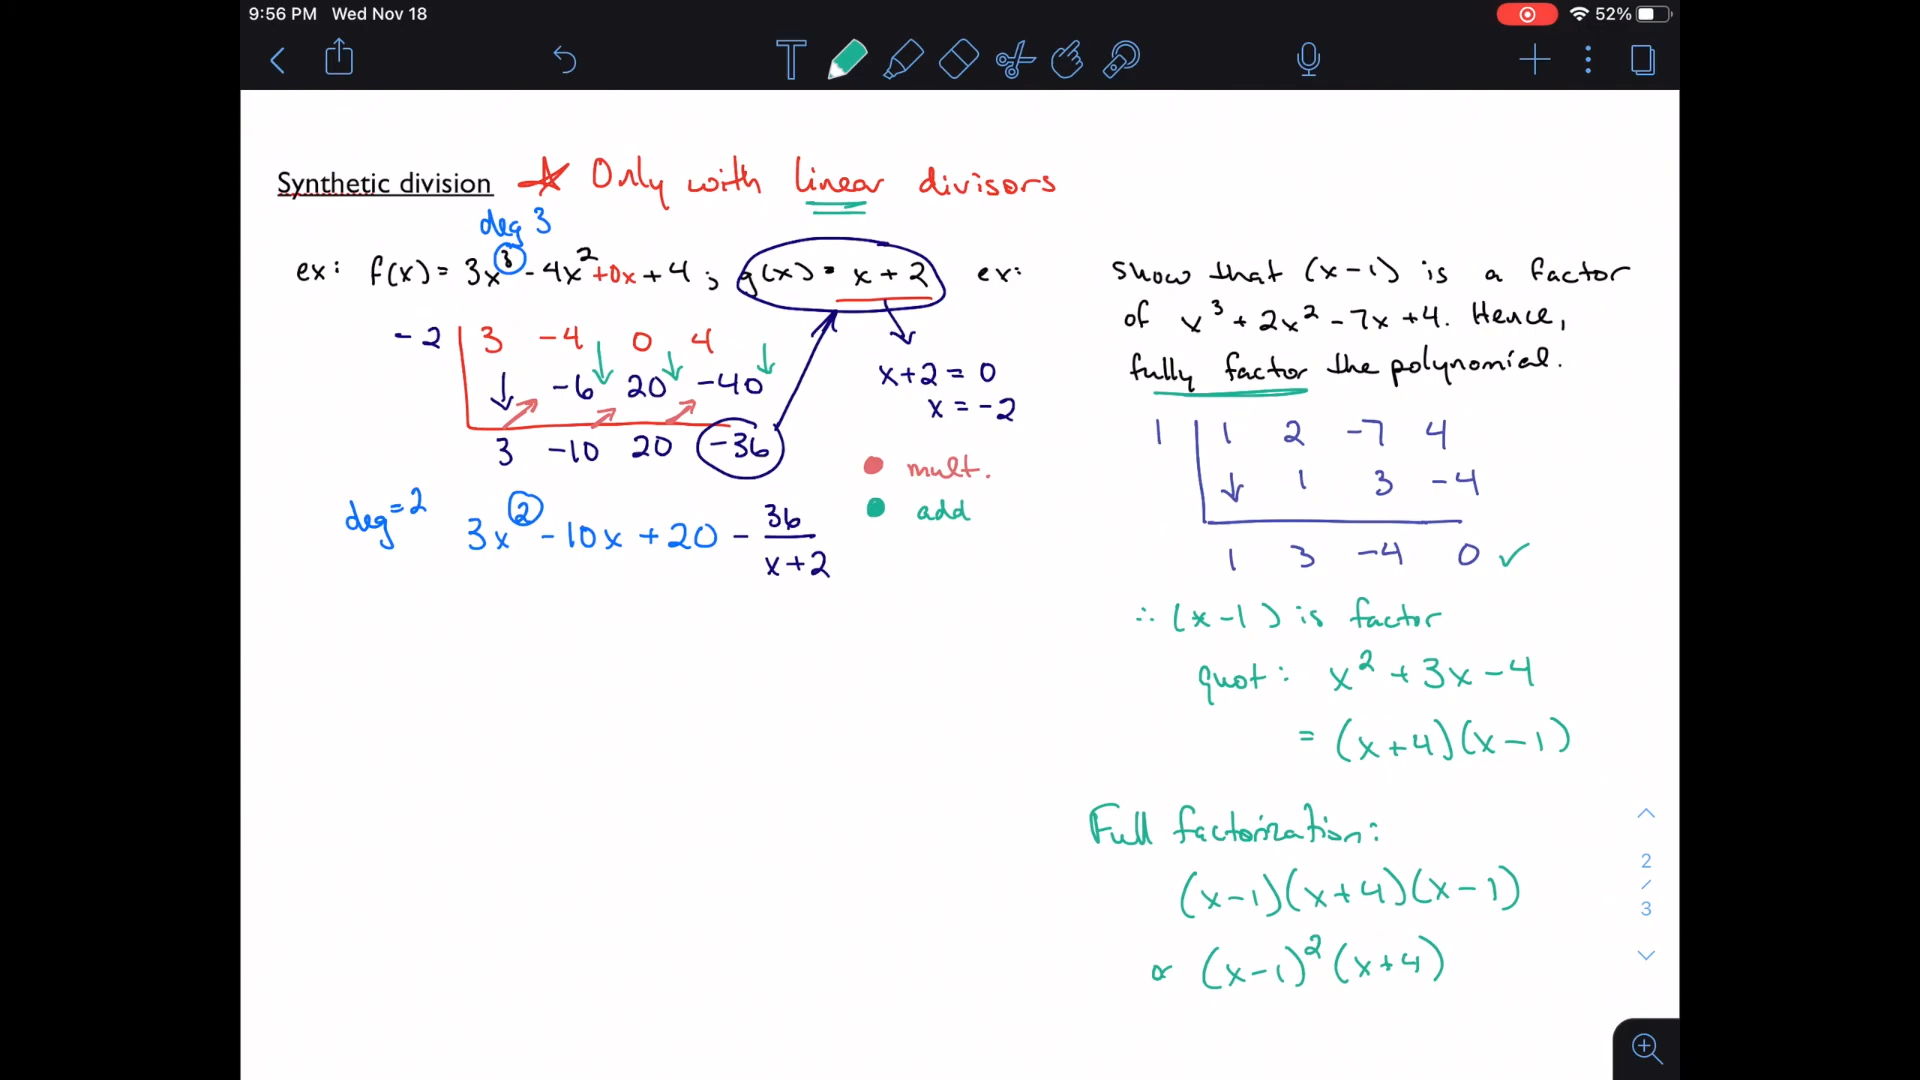 9:56 PM Wed Nov 18
52%
Synthetic division ☆ Only with linear divisors
deg 3
ex: f(x) = 3x³ - 4x² +0x + 4 ; g(x) = x + 2
-2 | 3 -4 0 4
↓ -6 20 -40
3 -10 20 -36
x+2 = 0
x = -2
mult.
add
deg = 2 3x² - 10x + 20 - 36/(x+2)
ex: Show that (x-1) is a factor
of x³ + 2x² - 7x + 4. Hence,
fully factor the polynomial.
1 | 1 2 -7 4
↓ 1 3 -4
1 3 -4 0 ✓
∴ (x-1) is factor
quot: x² + 3x - 4
= (x+4)(x-1)
Full factorization:
(x-1)(x+4)(x-1)
or (x-1)² (x+4)
2
/
3